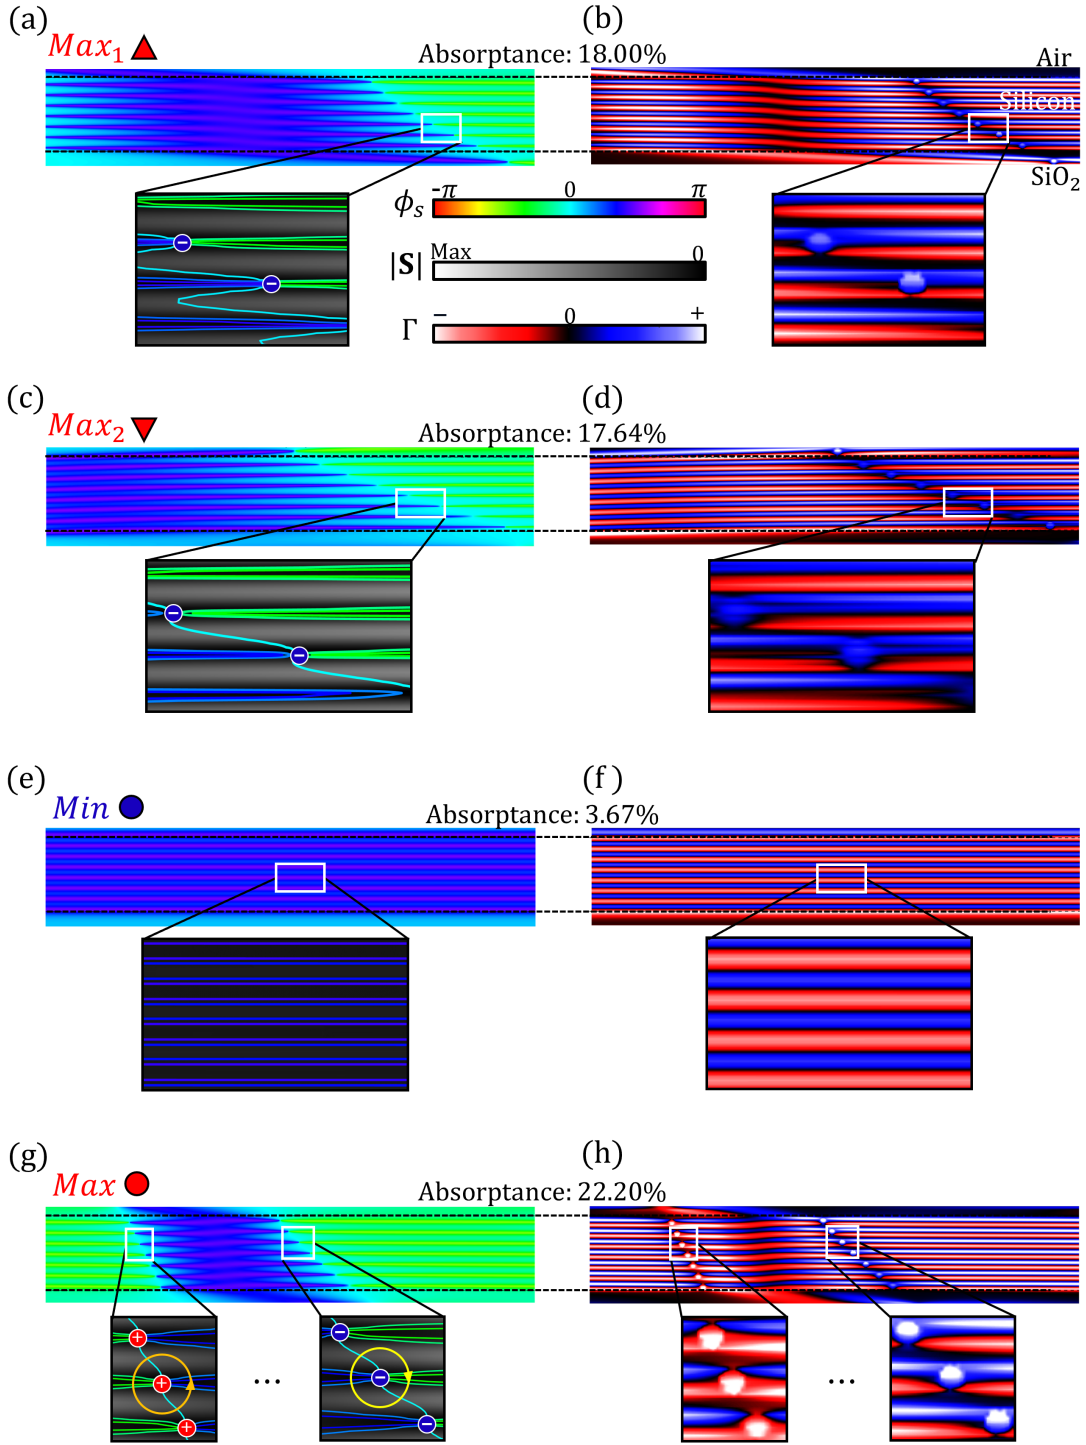 (a)
(b)
Max₁
Absorptance: 18.00%
Air
Silicon
SiO₂
-π 0 π
ϕₛ
Max 0
|S|
− 0 +
Γ
−
−
(c)
(d)
Max₂
Absorptance: 17.64%
−
−
(e)
(f)
Min
Absorptance: 3.67%
(g)
(h)
Max
Absorptance: 22.20%
+
+
+
...
−
−
−
...